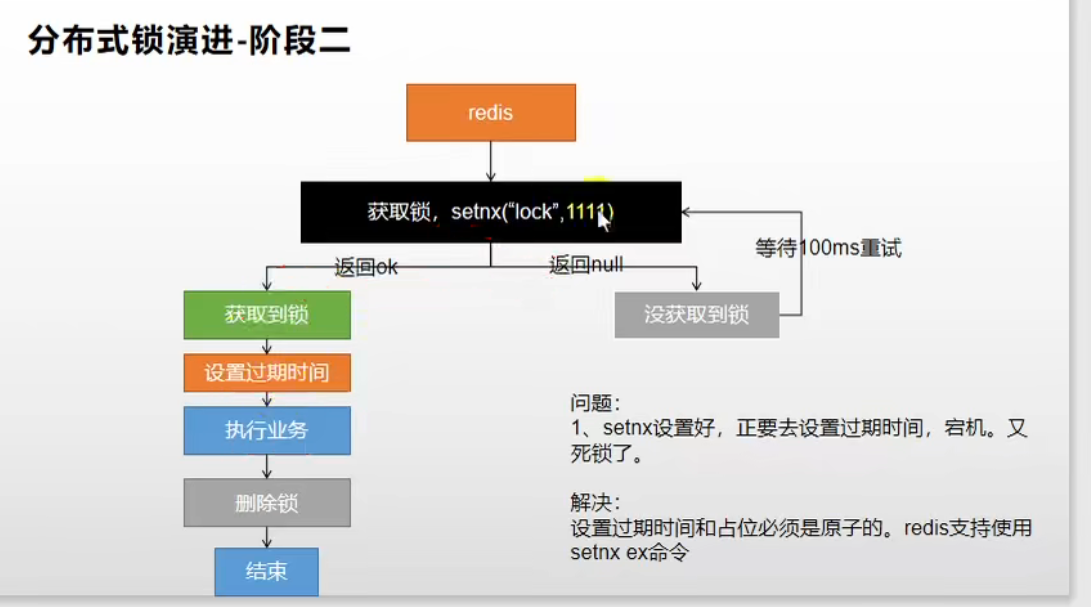 分布式锁演进-阶段二
redis
获取锁，setnx(“lock”,1111)
等待100ms重试
返回ok
返回null
获取到锁
没获取到锁
设置过期时间
执行业务
删除锁
结束
问题：
1、setnx设置好，正要去设置过期时间，宕机。又
死锁了。
解决：
设置过期时间和占位必须是原子的。redis支持使用
setnx ex命令